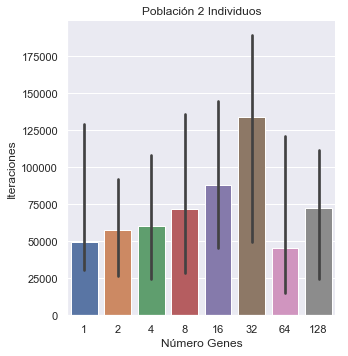 Población 2 Individuos
175000
150000
125000
100000
75000
50000
25000
0
Iteraciones
1 2 4 8 16 32 64 128
Número Genes